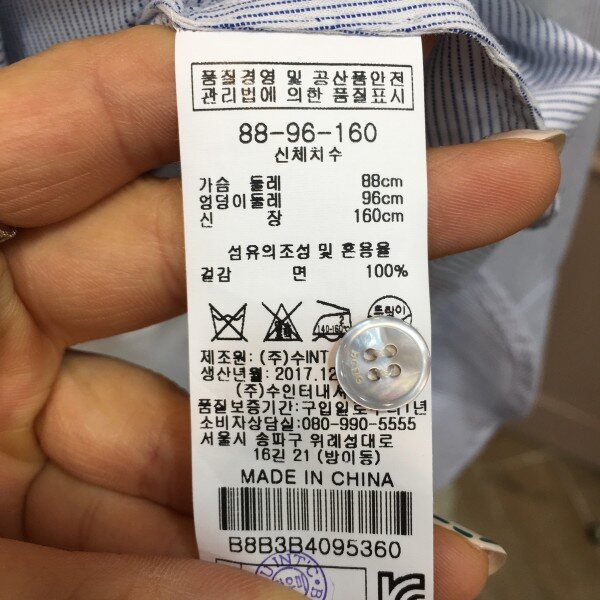 품질경영 및 공산품안전
관리법에 의한 품질표시
88-96-160
신체치수
가슴 둘레 88cm
엉덩이둘레 96cm
신 장 160cm
섬유의조성 및 혼용율
겉감 면 100%
140-160℃
제조원: (주)수INT
생산년월: 2017.12
(주)수인터내셔
품질보증기간: 구입일로 1년
소비자상담실:080-990-5555
서울시 송파구 위례성대로
16길 21 (방이동)
MADE IN CHINA
B8B3B4095360